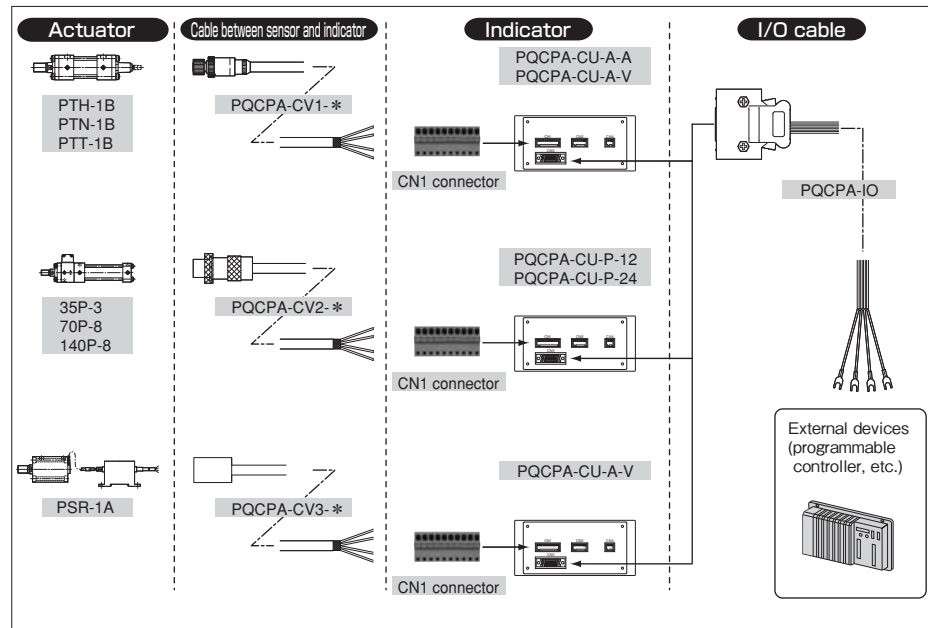 Actuator
Cable between sensor and indicator
Indicator
I/O cable
PTH-1B
PTN-1B
PTT-1B
PQCPA-CV1-*
PQCPA-CU-A-A
PQCPA-CU-A-V
CN1 connector
PQCPA-IO
35P-3
70P-8
140P-8
PQCPA-CV2-*
PQCPA-CU-P-12
PQCPA-CU-P-24
CN1 connector
PSR-1A
PQCPA-CV3-*
PQCPA-CU-A-V
CN1 connector
External devices
(programmable
controller, etc.)